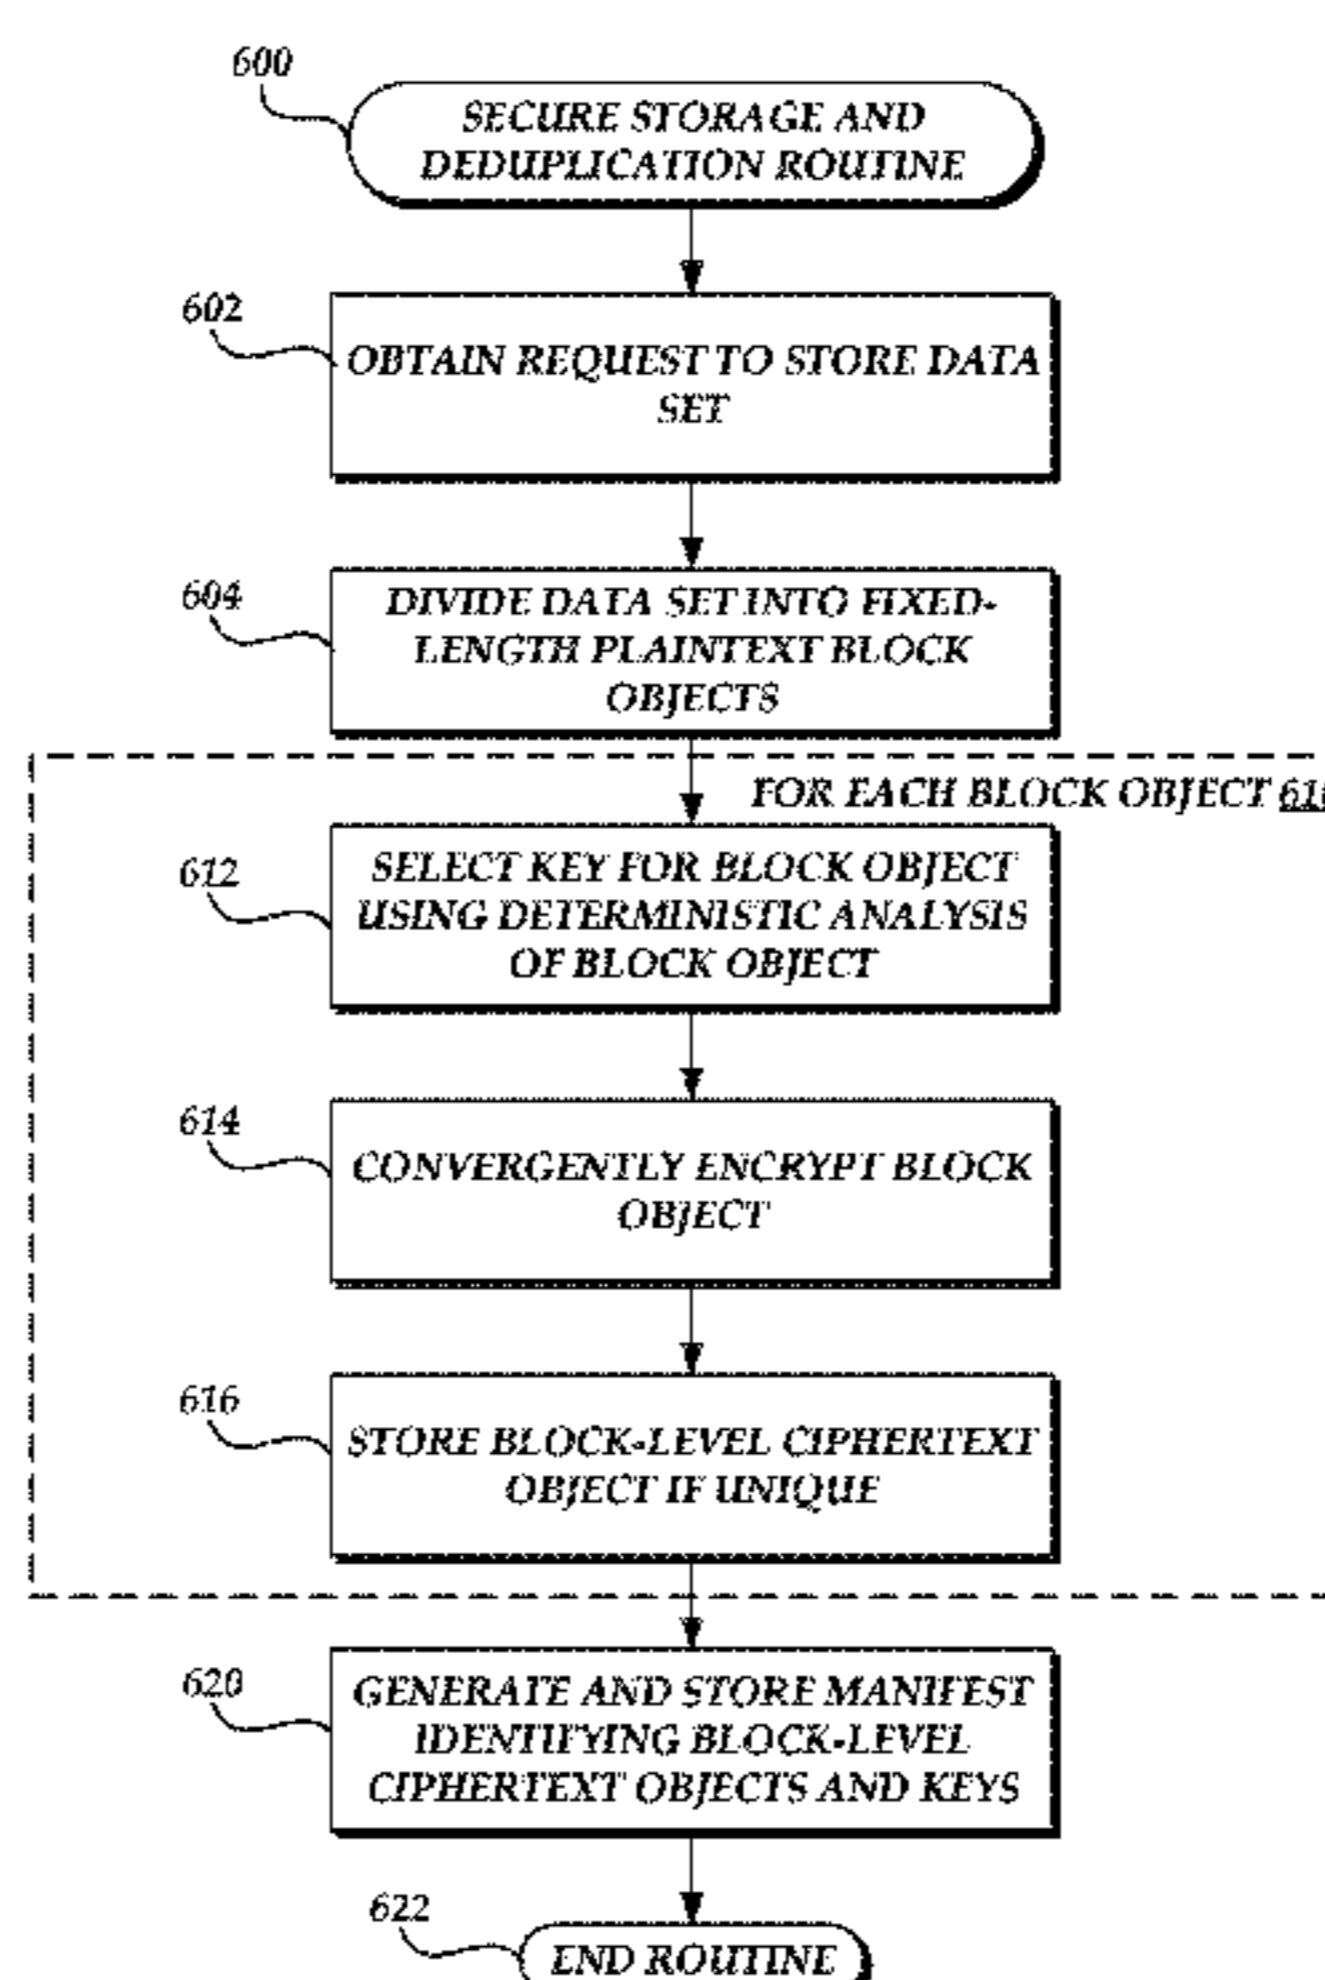 600
SECURE STORAGE AND
DEDUPLICATION ROUTINE
602
OBTAIN REQUEST TO STORE DATA
SET
604
DIVIDE DATA SET INTO FIXED-
LENGTH PLAINTEXT BLOCK
OBJECTS
FOR EACH BLOCK OBJECT
612
SELECT KEY FOR BLOCK OBJECT
USING DETERMINISTIC ANALYSIS
OF BLOCK OBJECT
614
CONVERGENTLY ENCRYPT BLOCK
OBJECT
616
STORE BLOCK-LEVEL CIPHERTEXT
OBJECT IF UNIQUE
620
GENERATE AND STORE MANIFEST
IDENTIFYING BLOCK-LEVEL
CIPHERTEXT OBJECTS AND KEYS
622
END ROUTINE